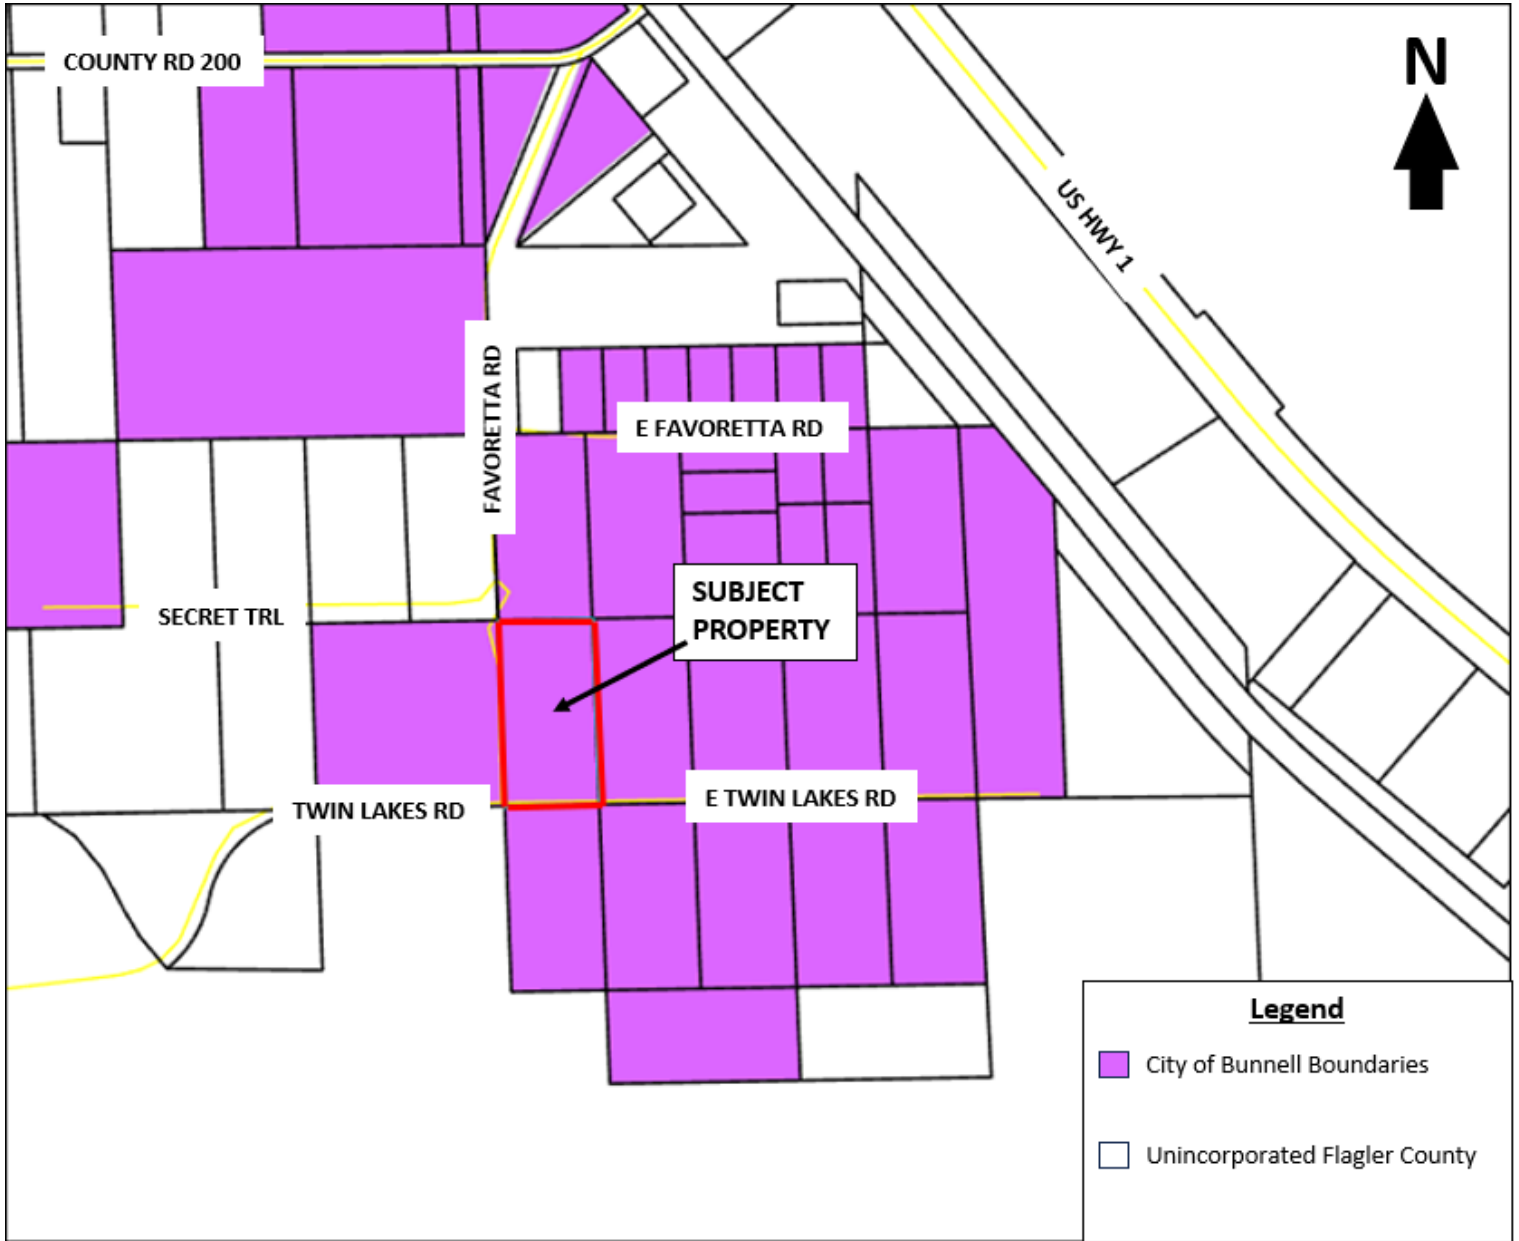 COUNTY RD 200
N
US HWY 1
FAVORETTA RD
E FAVORETTA RD
SUBJECT
PROPERTY
SECRET TRL
TWIN LAKES RD
E TWIN LAKES RD
Legend
City of Bunnell Boundaries
Unincorporated Flagler County